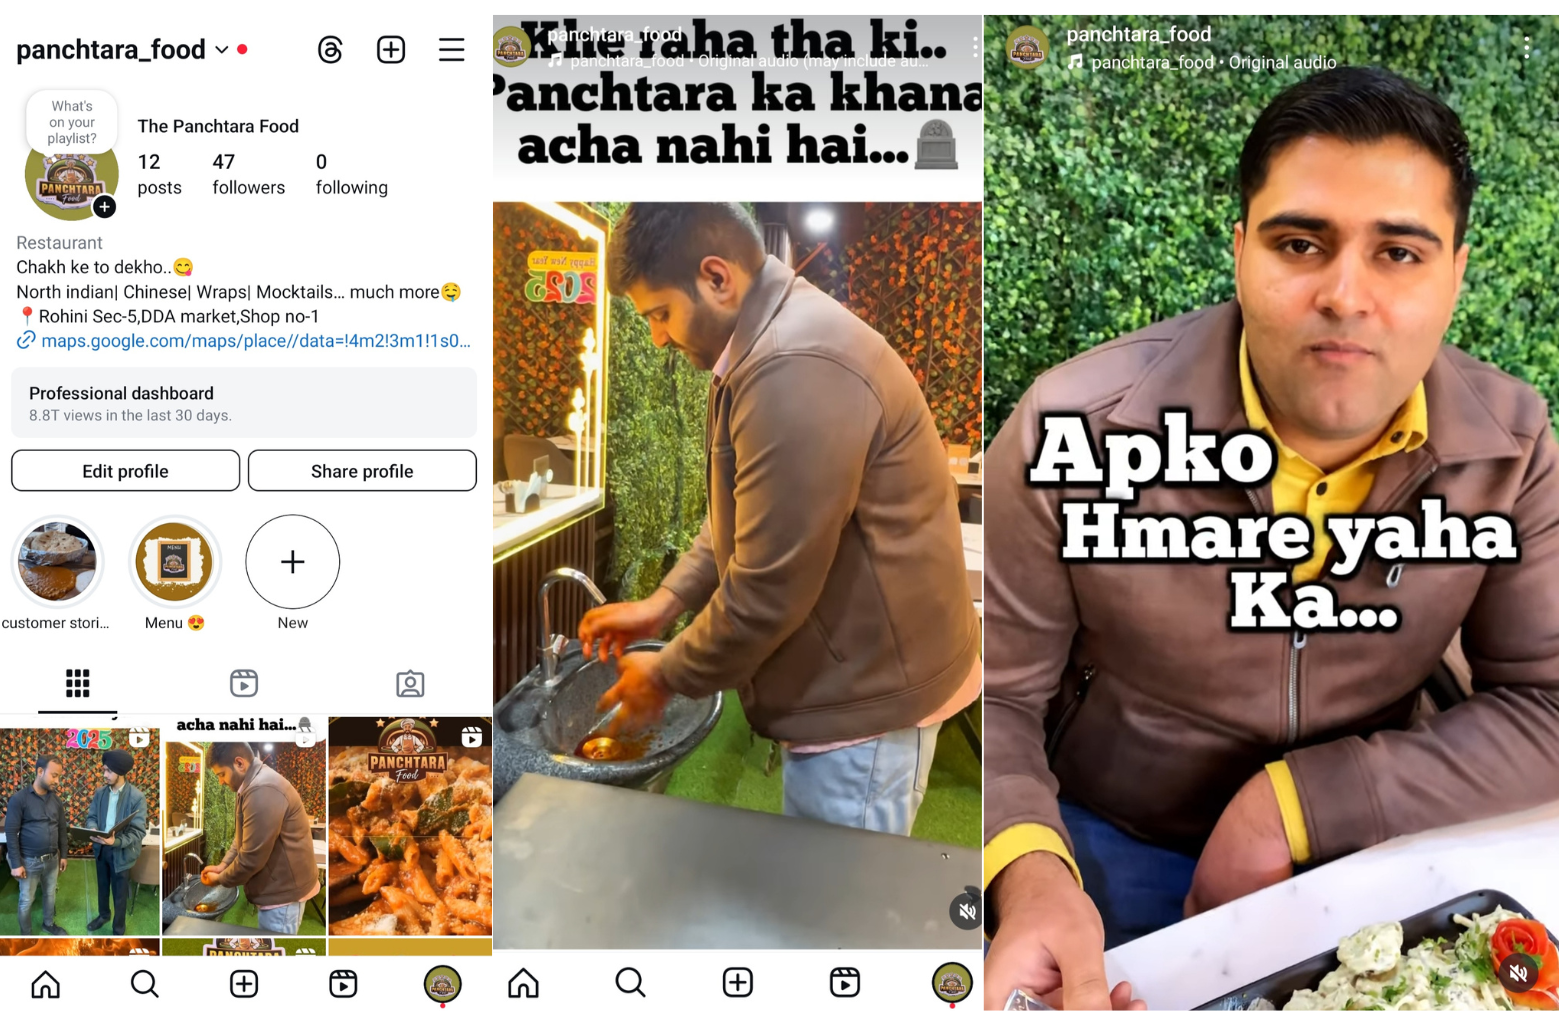 panchtara_food
What's
on your
playlist?
The Panchtara Food
12
47
0
posts
followers
following
PANCHTARA
Food
Restaurant
Chakh ke to dekho..😋
North indian| Chinese| Wraps| Mocktails... much more🤤
📍Rohini Sec-5,DDA market,Shop no-1
maps.google.com/maps/place//data=!4m2!3m1!1s0...
Professional dashboard
8.8T views in the last 30 days.
Edit profile
Share profile
MENU
customer stori...
Menu 😍
New
2025
acha nahi hai...🪦
PANCHTARA
Food
Khe raha tha ki..
panchtara_food
panchtara_food • Original audio (may include au...
Panchtara ka khana
acha nahi hai...🪦
Happy New Year
2025
panchtara_food
panchtara_food • Original audio
Apko
Hmare yaha
Ka...